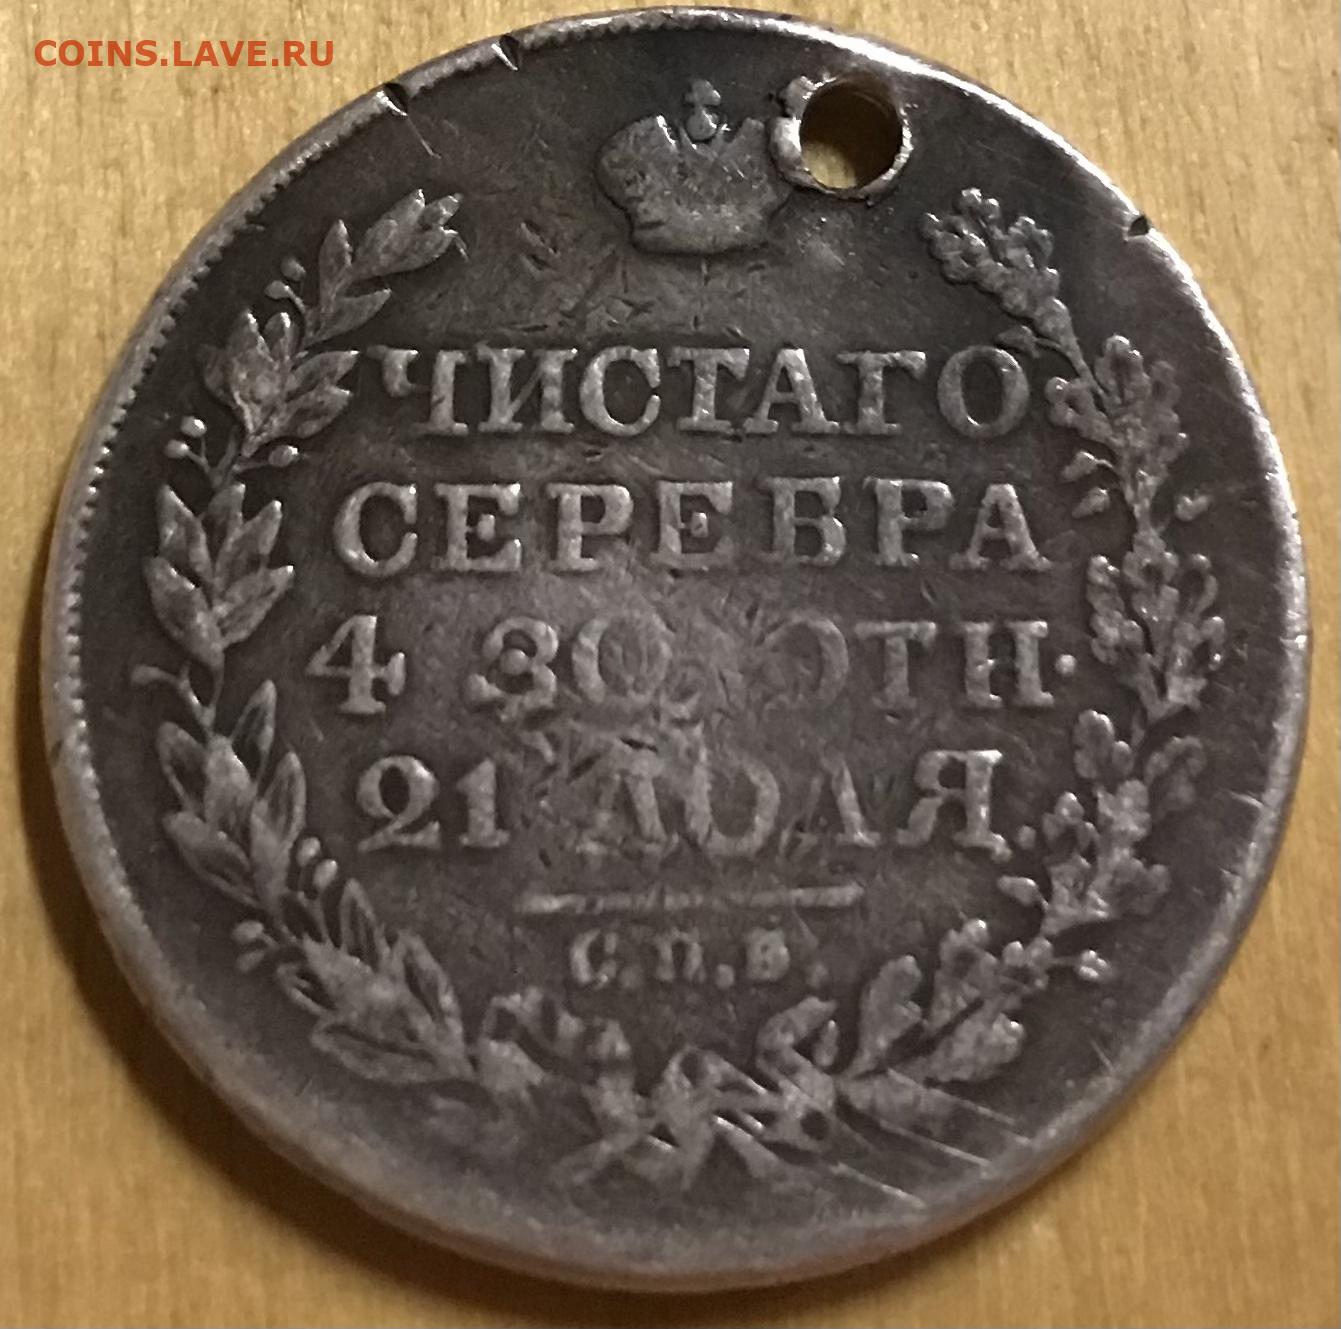 COINS.LAVE.RU
ЧИСТАГО
СЕРЕБРА
4 ЗОЛОТН·
21 ДОЛЯ.
С.П.Б.